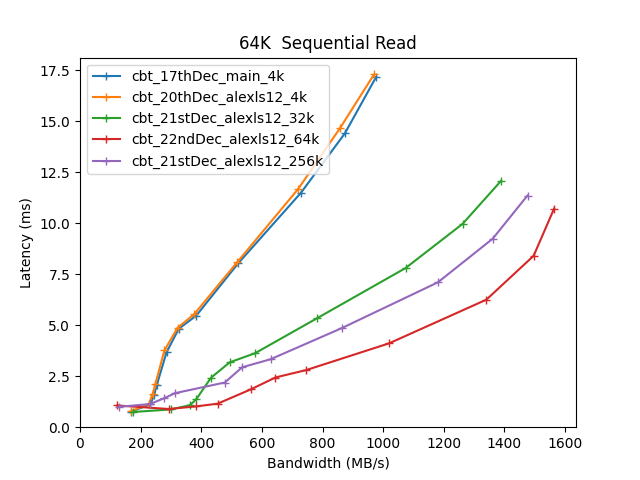 64K  Sequential Read
cbt_17thDec_main_4k
cbt_20thDec_alexls12_4k
cbt_21stDec_alexls12_32k
cbt_22ndDec_alexls12_64k
cbt_21stDec_alexls12_256k
Latency (ms)
17.5
15.0
12.5
10.0
7.5
5.0
2.5
0.0
0 200 400 600 800 1000 1200 1400 1600
Bandwidth (MB/s)